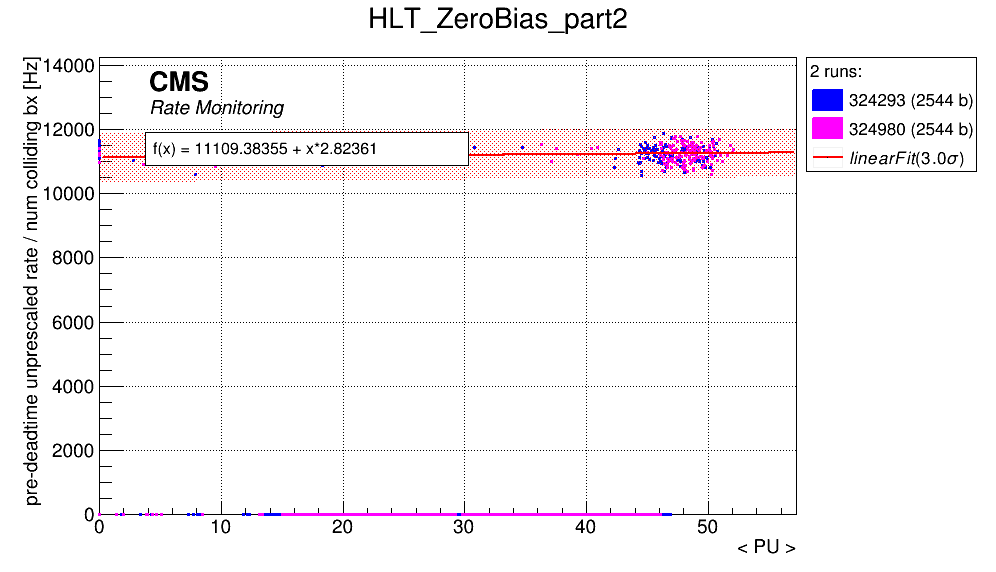 HLT_ZeroBias_part2
pre-deadtime unprescaled rate / num colliding bx [Hz]
14000
12000
10000
8000
6000
4000
2000
0
CMS
Rate Monitoring
f(x) = 11109.38355 + x*2.82361
2 runs:
324293 (2544 b)
324980 (2544 b)
linearFit(3.0σ)
0 10 20 30 40 50
< PU >